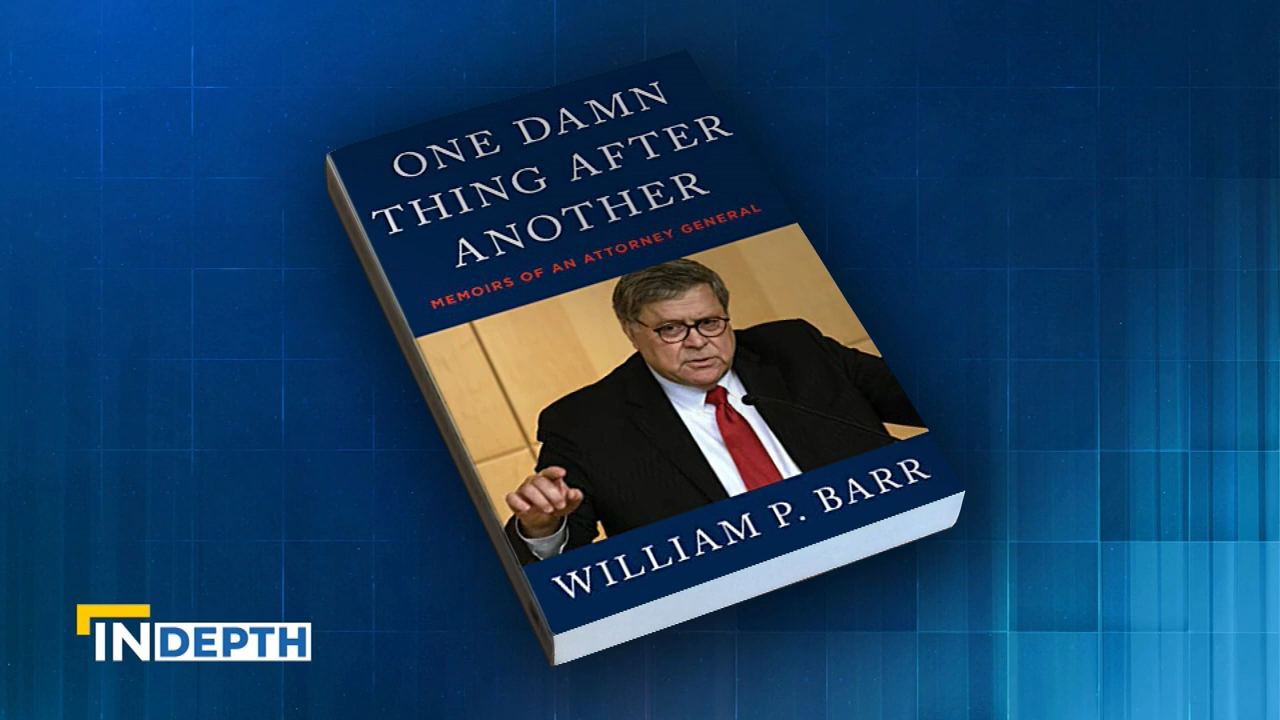 ONE DAMN
THING AFTER
ANOTHER
MEMOIRS OF AN ATTORNEY GENERAL
WILLIAM P. BARR
INDEPTH